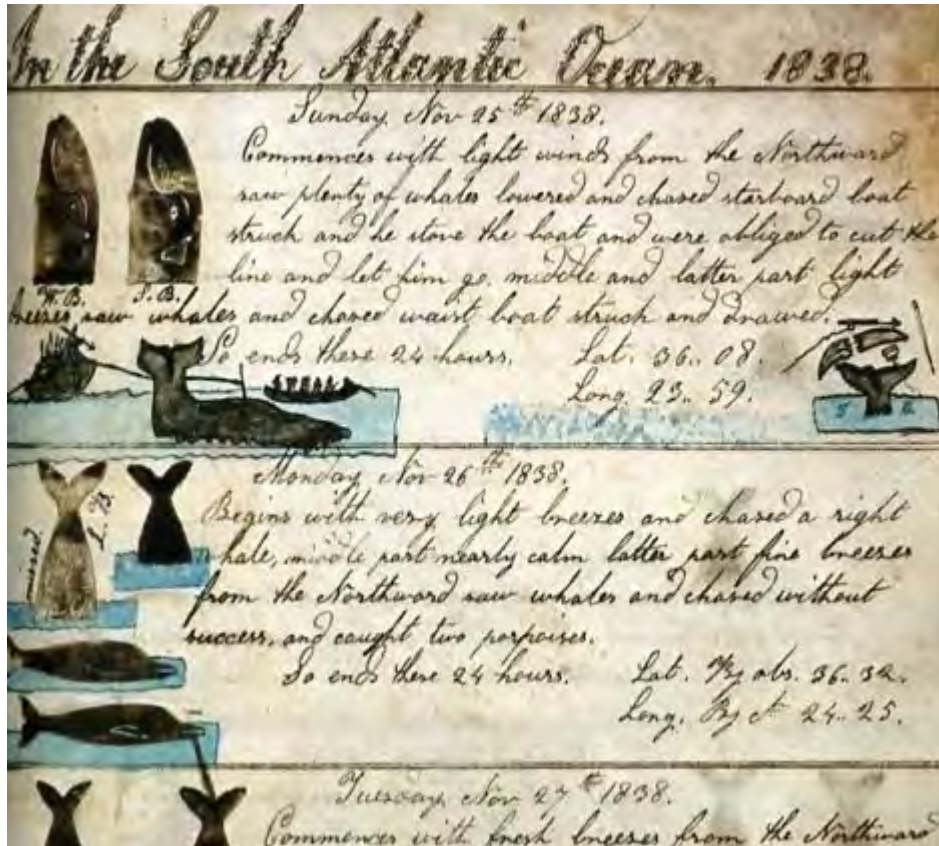 In the South Atlantic Ocean. 1838.
Sunday Nov 25th 1838.
Commences with light winds from the Northward
saw plenty of whales lowered and chased starboard boat
struck and he stove the boat and were obliged to cut the
line and let him go. middle and latter part light
W.B. S.B.
breezes saw whales and chased waist boat struck and drawed.
So ends these 24 hours. Lat. 36.. 08.
Long. 23.. 59.
Monday Nov 26th 1838.
Begins with very light breezes and chased a right
L. B.
whale, middle part nearly calm latter part fine breezes
missed
from the Northward saw whales and chased without
success, and caught two porpoises.
So ends these 24 hours. Lat. By obs. 36.. 32.
Long. By ct 24.. 25.
Tuesday Nov 27th 1838.
Commences with fresh breezes from the Northward